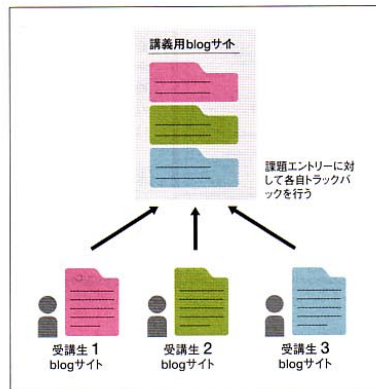 講義用blogサイト
課題エントリーに対
して各自トラックバ
ックを行う
受講生1
blogサイト
受講生2
blogサイト
受講生3
blogサイト